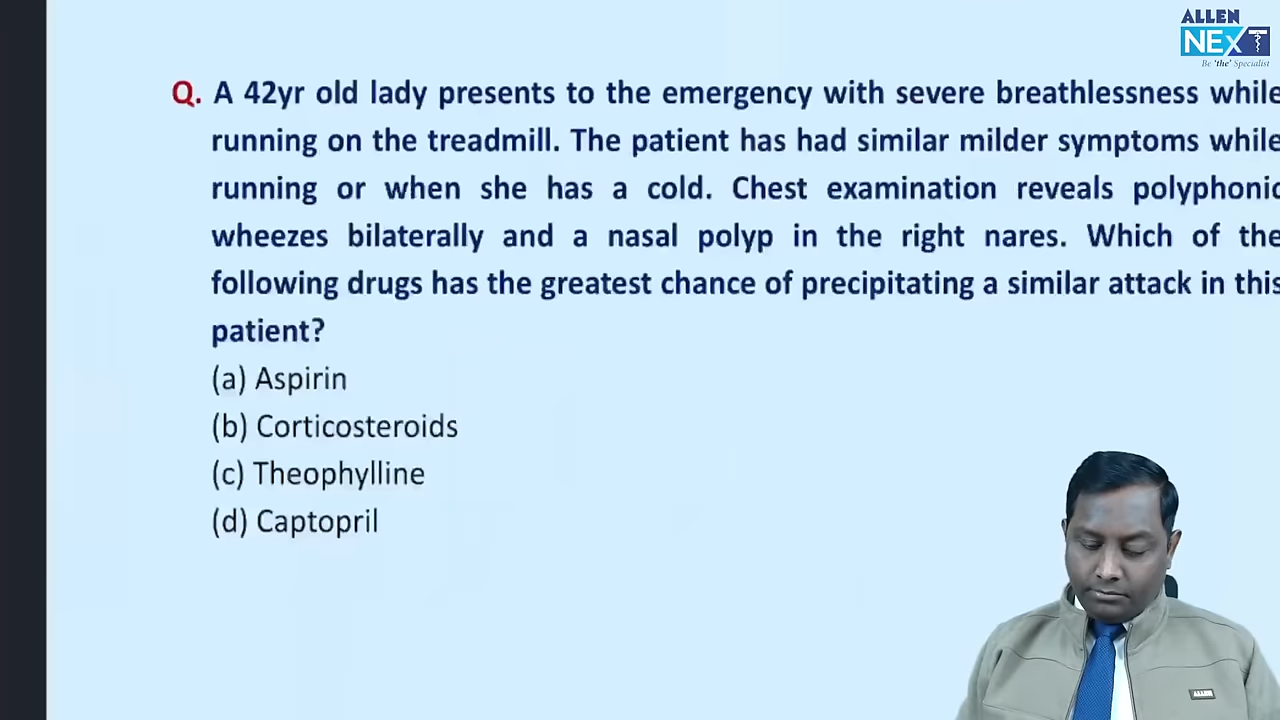 ALLEN
NEXT
Be 'the' Specialist
Q. A 42yr old lady presents to the emergency with severe breathlessness while
running on the treadmill. The patient has had similar milder symptoms while
running or when she has a cold. Chest examination reveals polyphonic
wheezes bilaterally and a nasal polyp in the right nares. Which of the
following drugs has the greatest chance of precipitating a similar attack in this
patient?
(a) Aspirin
(b) Corticosteroids
(c) Theophylline
(d) Captopril
ALLEN